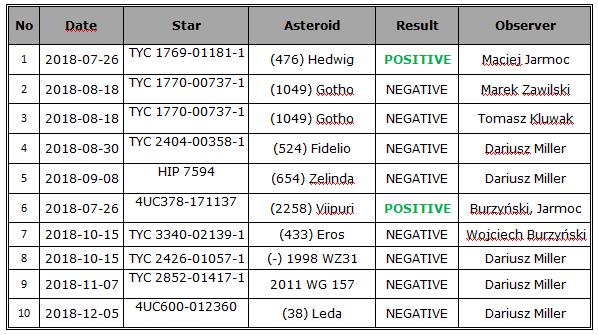 No Date Star Asteroid Result Observer
1 2018-07-26 TYC 1769-01181-1 (476) Hedwig POSITIVE Maciej Jarmoc
2 2018-08-18 TYC 1770-00737-1 (1049) Gotho NEGATIVE Marek Zawilski
3 2018-08-18 TYC 1770-00737-1 (1049) Gotho NEGATIVE Tomasz Kluwak
4 2018-08-30 TYC 2404-00358-1 (524) Fidelio NEGATIVE Dariusz Miller
5 2018-09-08 HIP 7594 (654) Zelinda NEGATIVE Dariusz Miller
6 2018-07-26 4UC378-171137 (2258) Viipuri POSITIVE Burzyński, Jarmoc
7 2018-10-15 TYC 3340-02139-1 (433) Eros NEGATIVE Wojciech Burzyński
8 2018-10-15 TYC 2426-01057-1 (-) 1998 WZ31 NEGATIVE Dariusz Miller
9 2018-11-07 TYC 2852-01417-1 2011 WG 157 NEGATIVE Dariusz Miller
10 2018-12-05 4UC600-012360 (38) Leda NEGATIVE Dariusz Miller